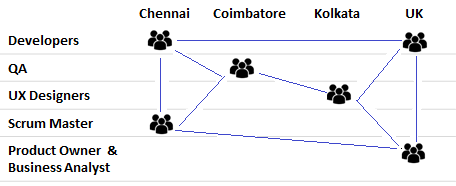 Chennai Coimbatore Kolkata UK
Developers
QA
UX Designers
Scrum Master
Product Owner &
Business Analyst